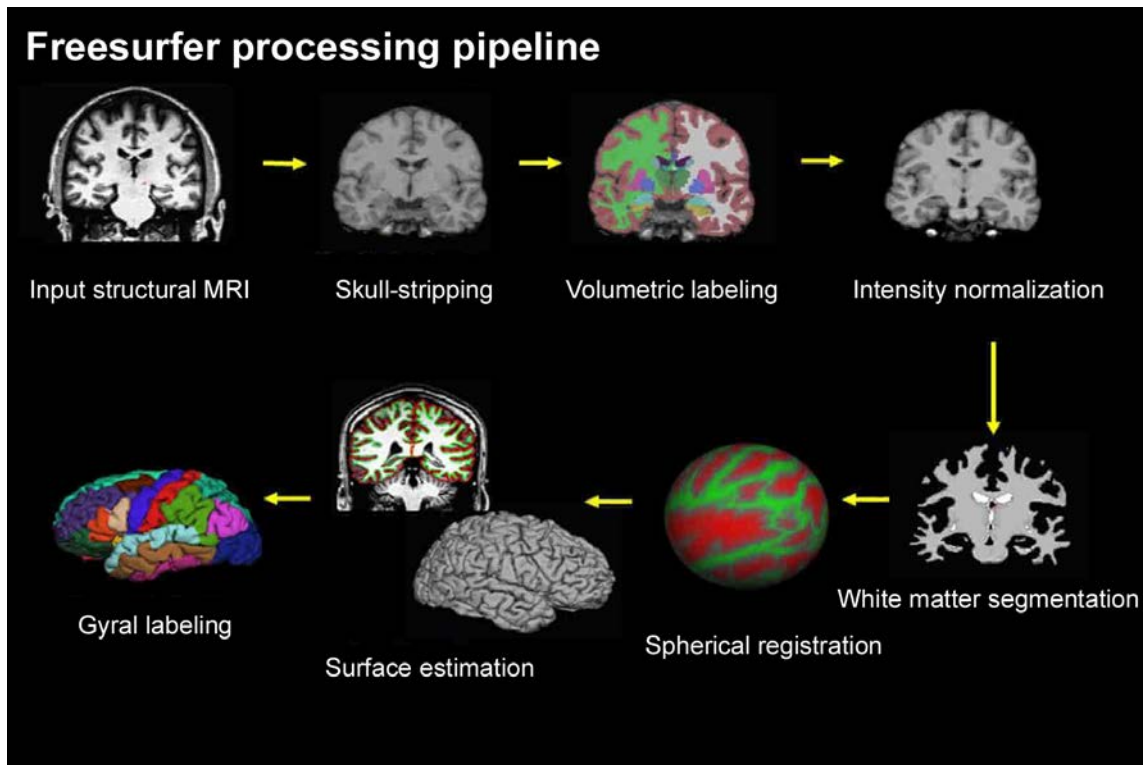 Freesurfer processing pipeline
Input structural MRI
Skull-stripping
Volumetric labeling
Intensity normalization
White matter segmentation
Spherical registration
Surface estimation
Gyral labeling